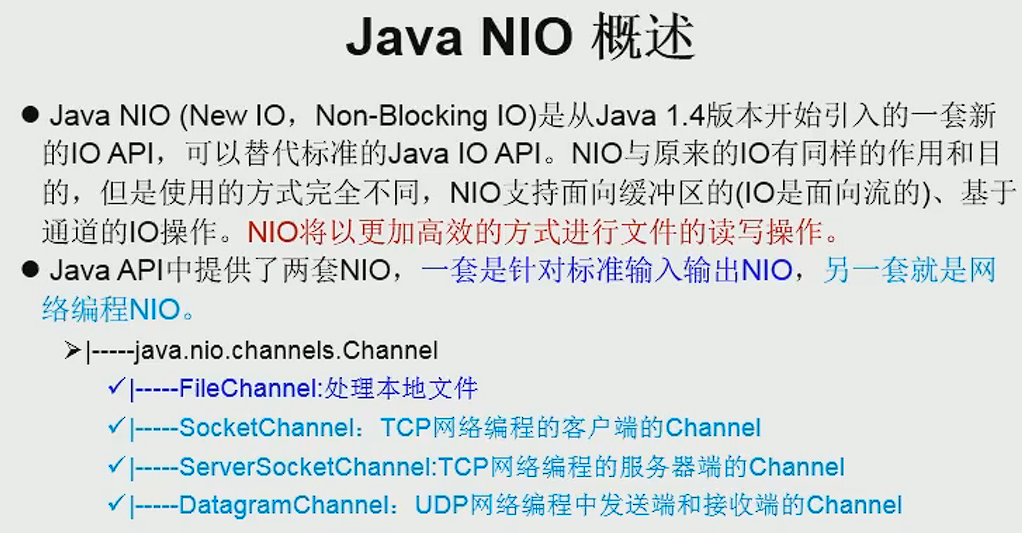 Java NIO 概述
● Java NIO (New IO，Non-Blocking IO)是从Java 1.4版本开始引入的一套新
的IO API，可以替代标准的Java IO API。NIO与原来的IO有同样的作用和目
的，但是使用的方式完全不同，NIO支持面向缓冲区的(IO是面向流的)、基于
通道的IO操作。NIO将以更加高效的方式进行文件的读写操作。
● Java API中提供了两套NIO，一套是针对标准输入输出NIO，另一套就是网
络编程NIO。
➢|-----java.nio.channels.Channel
✓|-----FileChannel:处理本地文件
✓|-----SocketChannel：TCP网络编程的客户端的Channel
✓|-----ServerSocketChannel:TCP网络编程的服务器端的Channel
✓|-----DatagramChannel：UDP网络编程中发送端和接收端的Channel